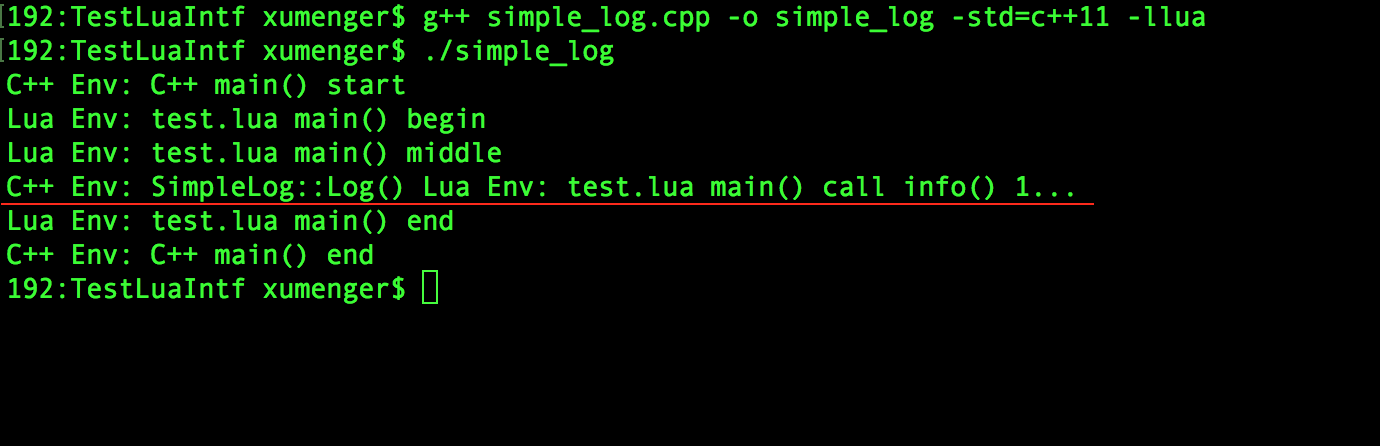 [192:TestLuaIntf xumenger$ g++ simple_log.cpp -o simple_log -std=c++11 -llua
[192:TestLuaIntf xumenger$ ./simple_log
C++ Env: C++ main() start
Lua Env: test.lua main() begin
Lua Env: test.lua main() middle
C++ Env: SimpleLog::Log() Lua Env: test.lua main() call info() 1...
Lua Env: test.lua main() end
C++ Env: C++ main() end
192:TestLuaIntf xumenger$